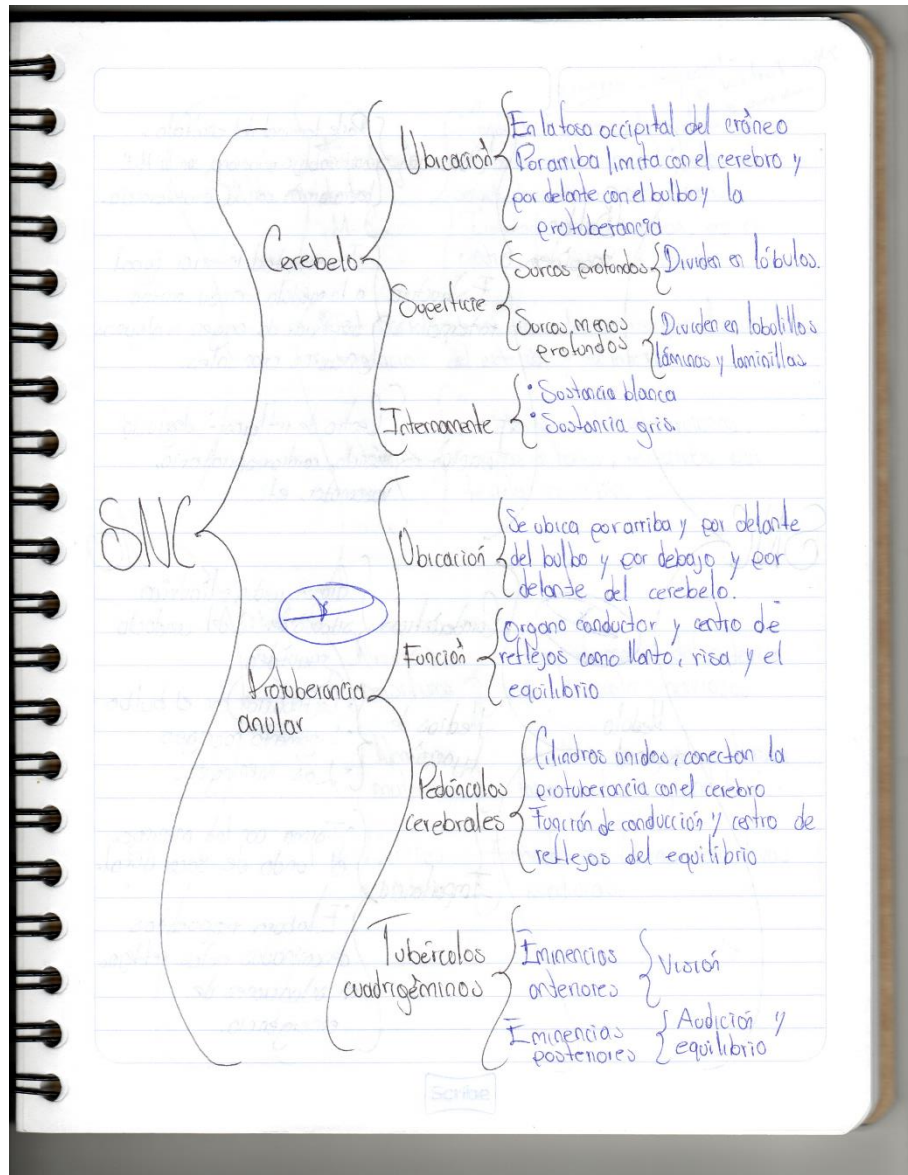 SNC
Cerebelo
Ubicación
En la fosa occipital del cráneo
Por arriba limita con el cerebro y
por delante con el bulbo y la
protuberancia
Superficie
Surcos profundos
Dividen en lóbulos.
Surcos menos
profundos
Dividen en lobolillos
láminas y laminillas
Internamente
• Sustancia blanca
• Sustancia gris.
Protuberancia
anular
Ubicación
Se ubica por arriba y por delante
del bulbo y por debajo y por
delante del cerebelo.
Función
Organo conductor y centro de
reflejos como llanto, risa y el
equilibrio
Pedúnculos
cerebrales
Cilindros unidos, conectan la
protuberancia con el cerebro
Función de conducción y centro de
reflejos del equilibrio
Tubérculos
cuadrigéminos
Eminencias
anteriores
Visión
Eminencias
posteriores
Audición y
equilibrio
Scribe